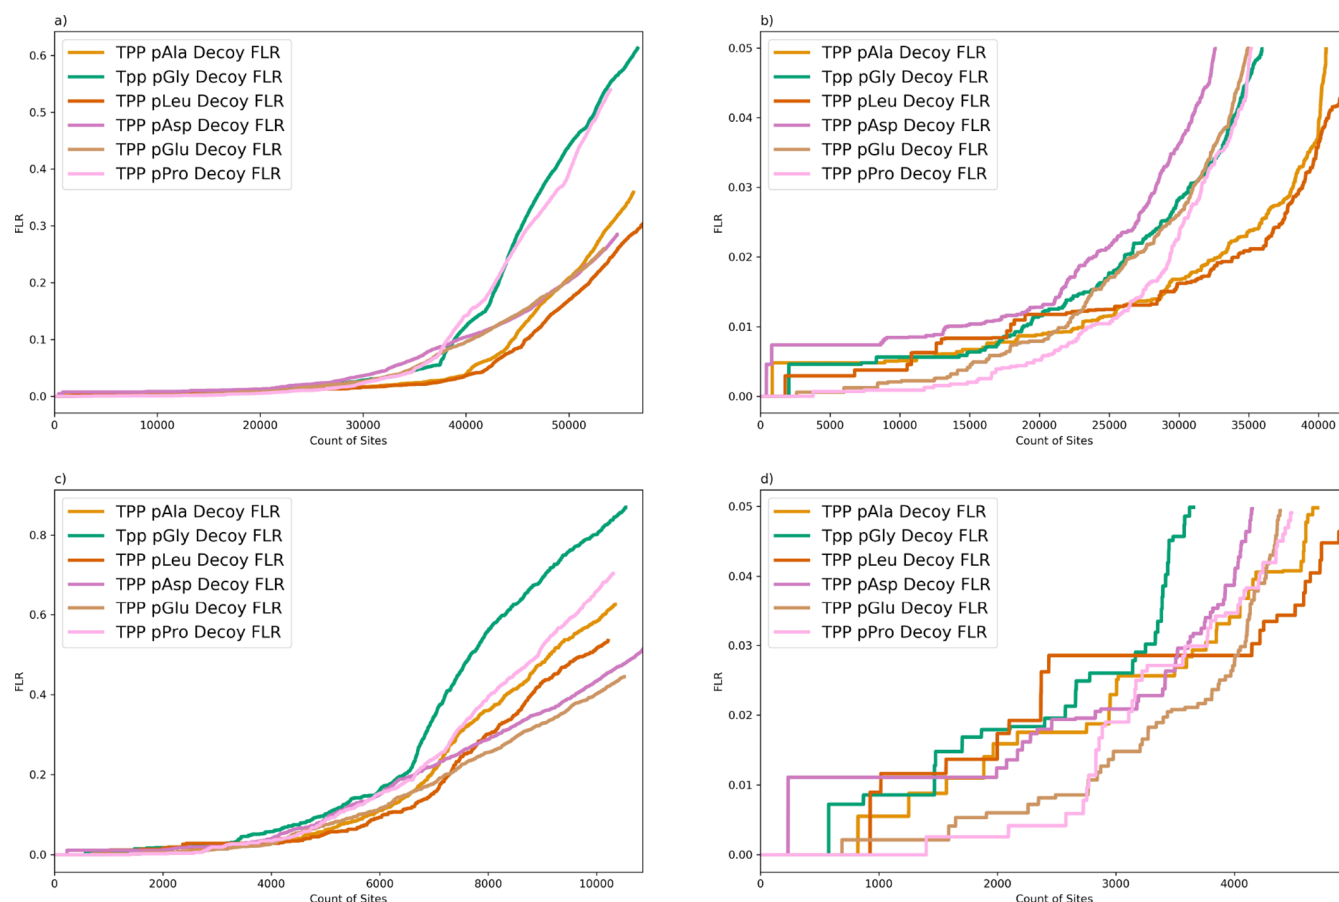 a)
TPP pAla Decoy FLR
Tpp pGly Decoy FLR
TPP pLeu Decoy FLR
TPP pAsp Decoy FLR
TPP pGlu Decoy FLR
TPP pPro Decoy FLR
0.6
0.5
0.4
0.3
0.2
0.1
0.0
FLR
0 10000 20000 30000 40000 50000
Count of Sites
b)
TPP pAla Decoy FLR
Tpp pGly Decoy FLR
TPP pLeu Decoy FLR
TPP pAsp Decoy FLR
TPP pGlu Decoy FLR
TPP pPro Decoy FLR
0.05
0.04
0.03
0.02
0.01
0.00
FLR
0 5000 10000 15000 20000 25000 30000 35000 40000
Count of Sites
c)
TPP pAla Decoy FLR
Tpp pGly Decoy FLR
TPP pLeu Decoy FLR
TPP pAsp Decoy FLR
TPP pGlu Decoy FLR
TPP pPro Decoy FLR
0.8
0.6
0.4
0.2
0.0
FLR
0 2000 4000 6000 8000 10000
Count of Sites
d)
TPP pAla Decoy FLR
Tpp pGly Decoy FLR
TPP pLeu Decoy FLR
TPP pAsp Decoy FLR
TPP pGlu Decoy FLR
TPP pPro Decoy FLR
0.05
0.04
0.03
0.02
0.01
0.00
FLR
0 1000 2000 3000 4000
Count of Sites